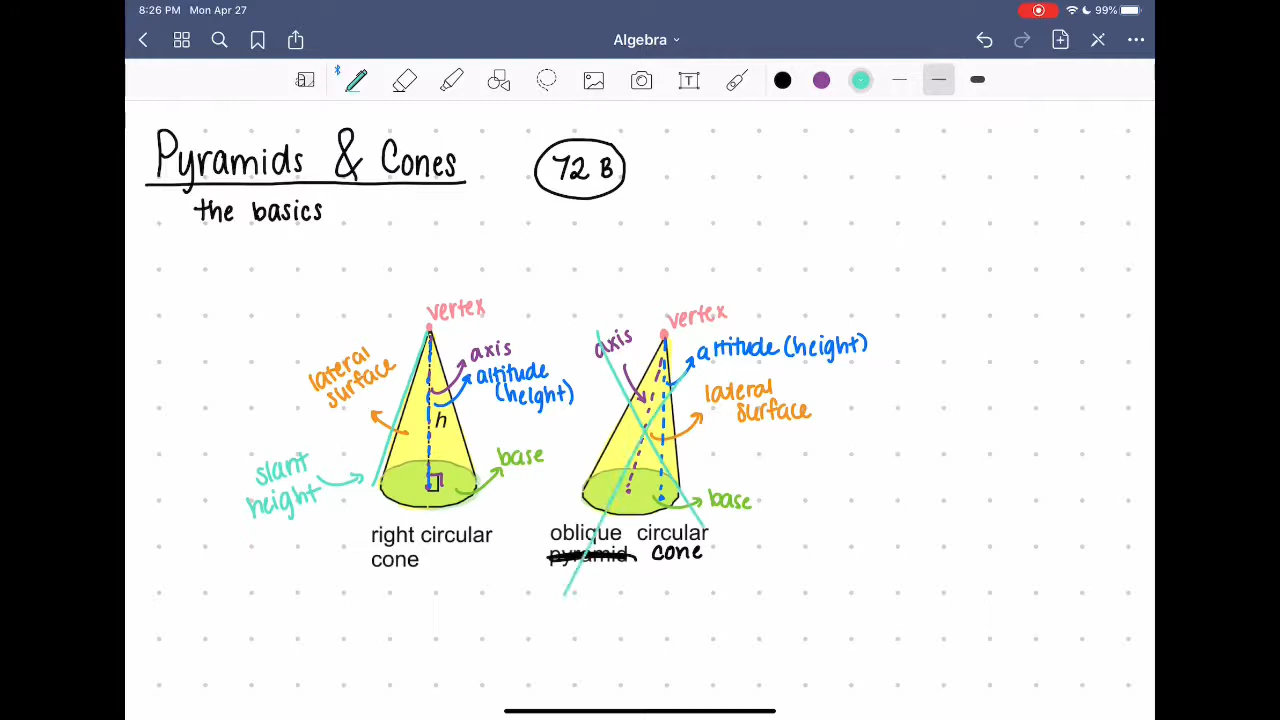 8:26 PM Mon Apr 27
99%
Algebra
Pyramids & Cones
72 B
the basics
vertex
axis
altitude
(height)
lateral
surface
h
base
slant
height
right circular
cone
vertex
axis
altitude (height)
lateral
surface
base
oblique circular
pyramid cone